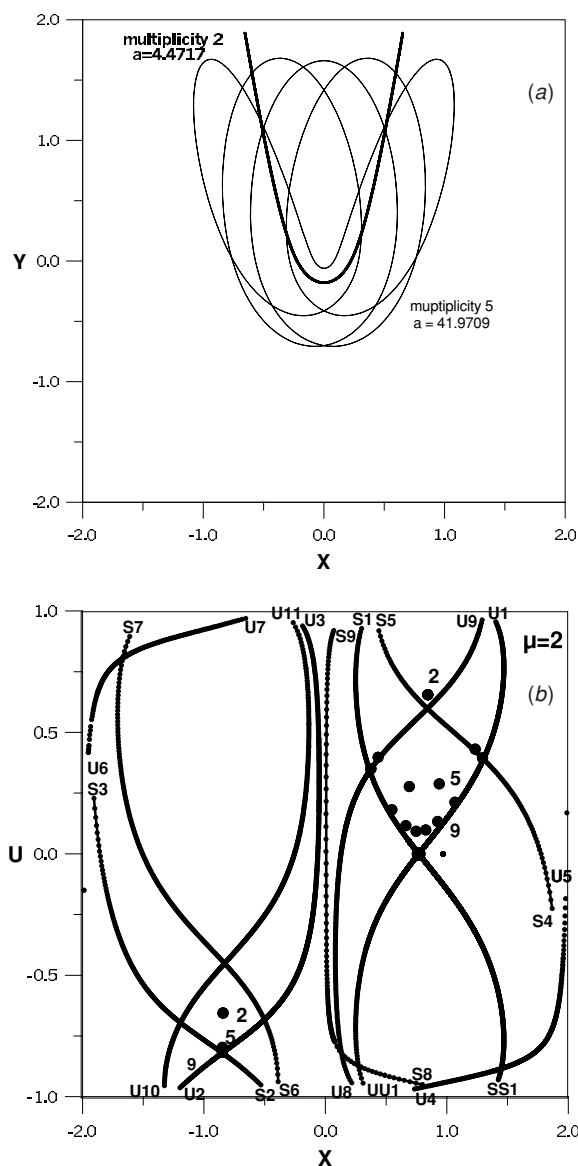 2.0
multiplicity 2
a=4.4717
(a)
1.0
Y
0.0
muptiplicity 5
a = 41.9709
-1.0
-2.0
-2.0 -1.0 0.0 1.0 2.0
X
1.0
S7 U7 U11 U3 S9 S1 S5 U9 U1
μ=2
2
(b)
0.5
U6
S3
5
9
U
0.0
U5
S4
-0.5
2
5
9
S8
U10 U2 S2 S6 U8 UU1 U4 SS1
-1.0
-2.0 -1.0 0.0 1.0 2.0
X